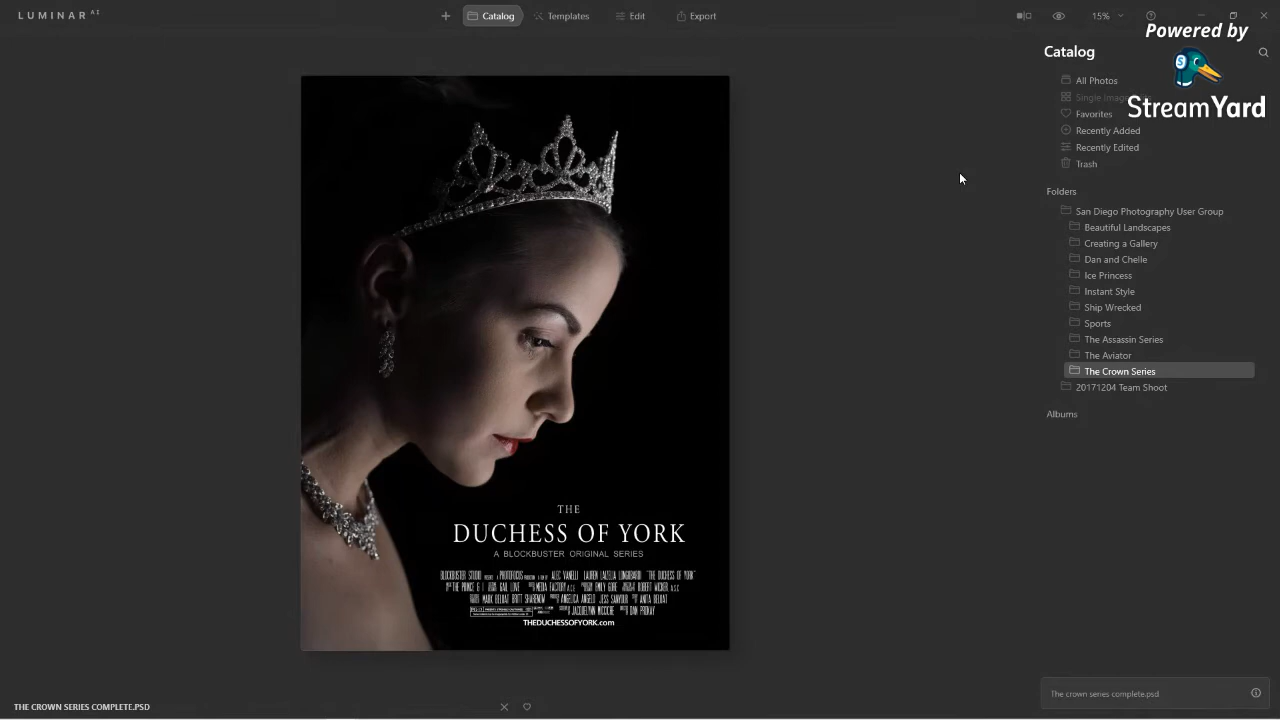 LUMINAR AI
Catalog
Templates
Edit
Export
15%
Powered by
StreamYard
Catalog
All Photos
Favorites
Recently Added
Recently Edited
Trash
Folders
San Diego Photography User Group
Beautiful Landscapes
Creating a Gallery
Dan and Chelle
Ice Princess
Instant Style
Ship Wrecked
Sports
The Assassin Series
The Aviator
The Crown Series
20171204 Team Shoot
Albums
THE
DUCHESS OF YORK
A BLOCKBUSTER ORIGINAL SERIES
THEDUCHESSOFYORK.com
The crown series complete.psd
THE CROWN SERIES COMPLETE.PSD